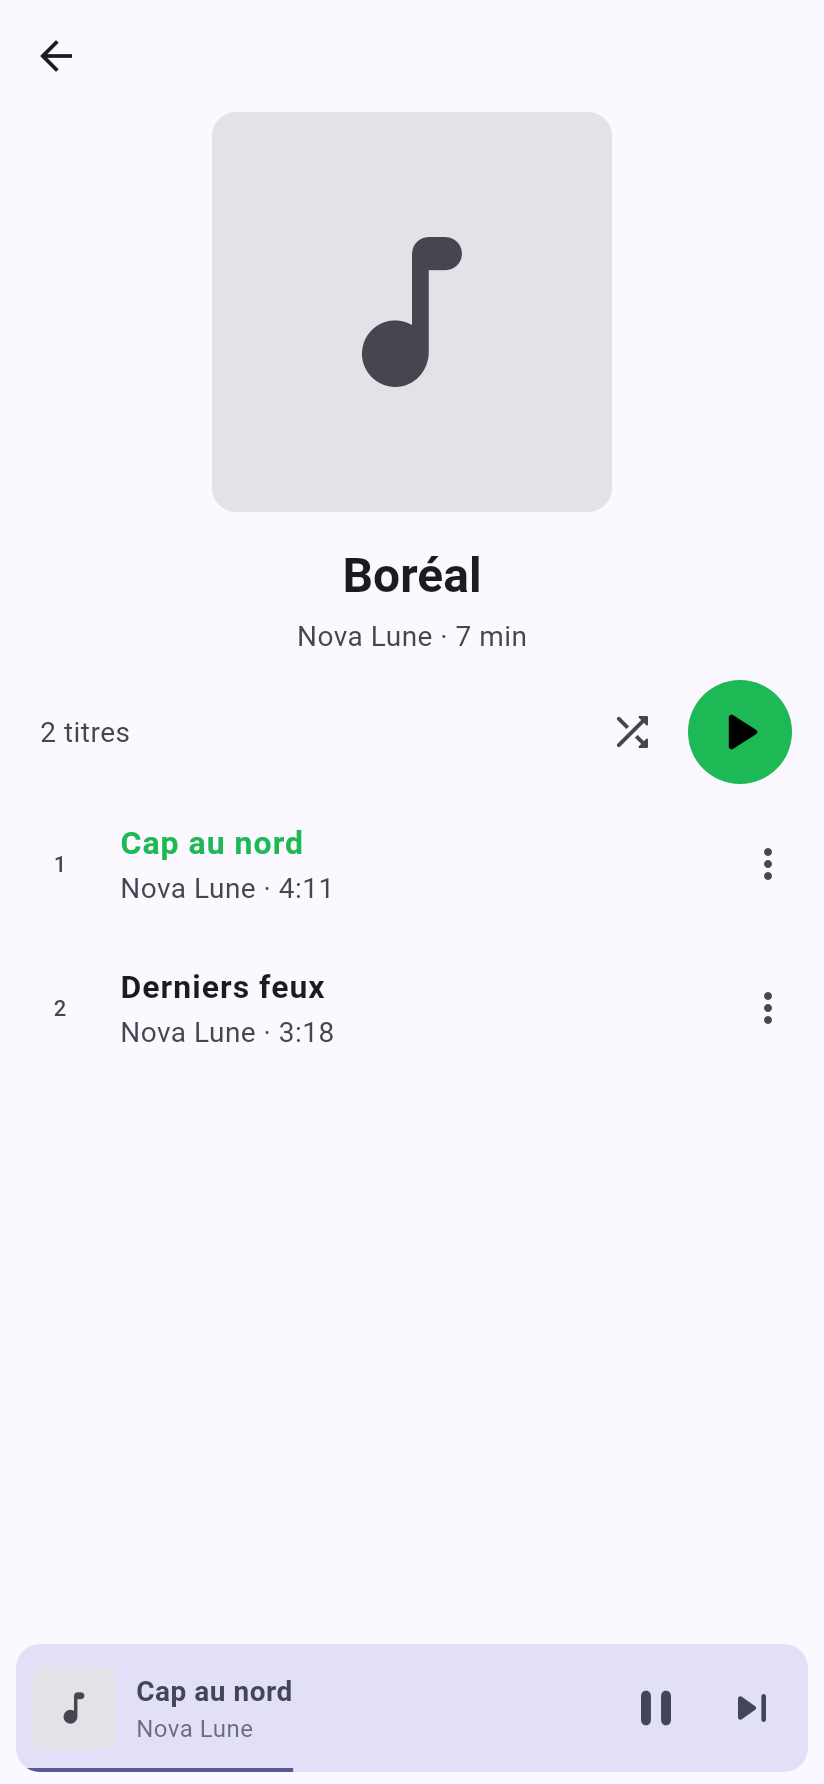 Boréal
Nova Lune · 7 min
2 titres
1
Cap au nord
Nova Lune · 4:11
2
Derniers feux
Nova Lune · 3:18
Cap au nord
Nova Lune